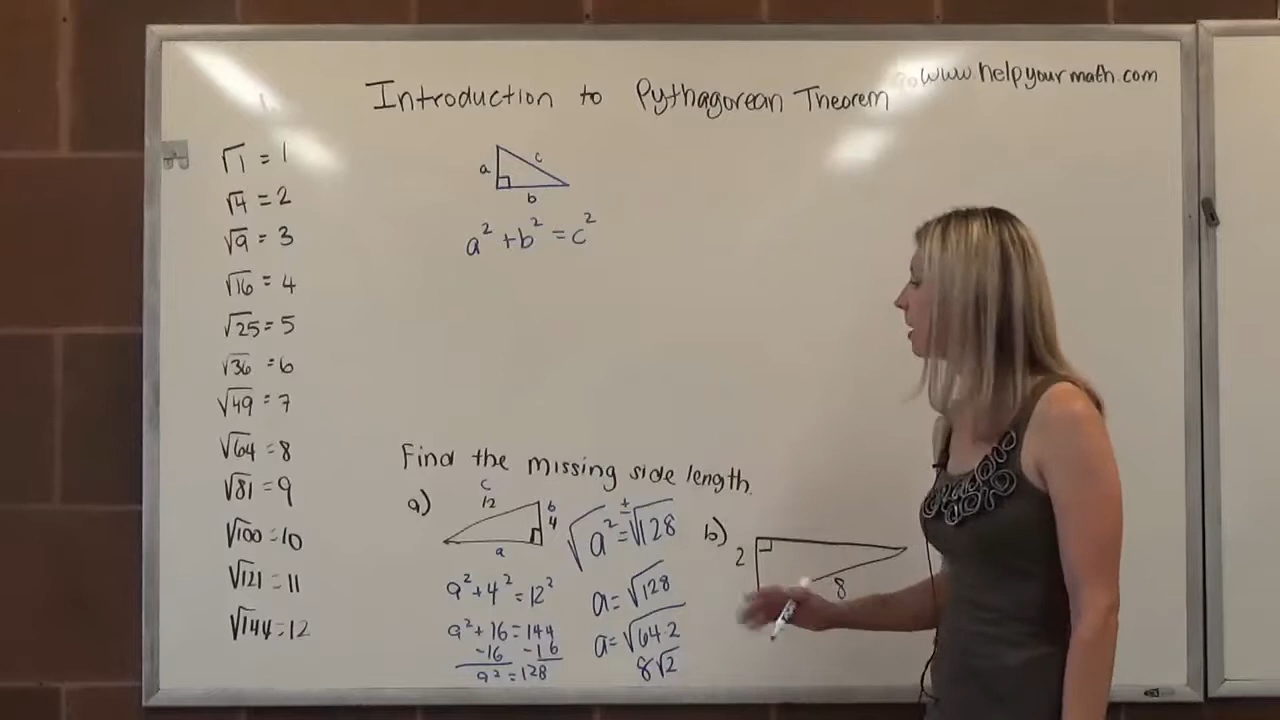 Introduction to Pythagorean Theorem
www.helpyourmath.com
√1 = 1
√4 = 2
√9 = 3
√16 = 4
√25 = 5
√36 = 6
√49 = 7
√64 = 8
√81 = 9
√100 = 10
√121 = 11
√144 = 12
a
c
b
a² + b² = c²
Find the missing side length.
a)
c
12
b
4
a
a² + 4² = 12²
a² + 16 = 144
-16 -16
a² = 128
√a² = ±√128
a = √128
a = √64·2
8√2
b)
2
8